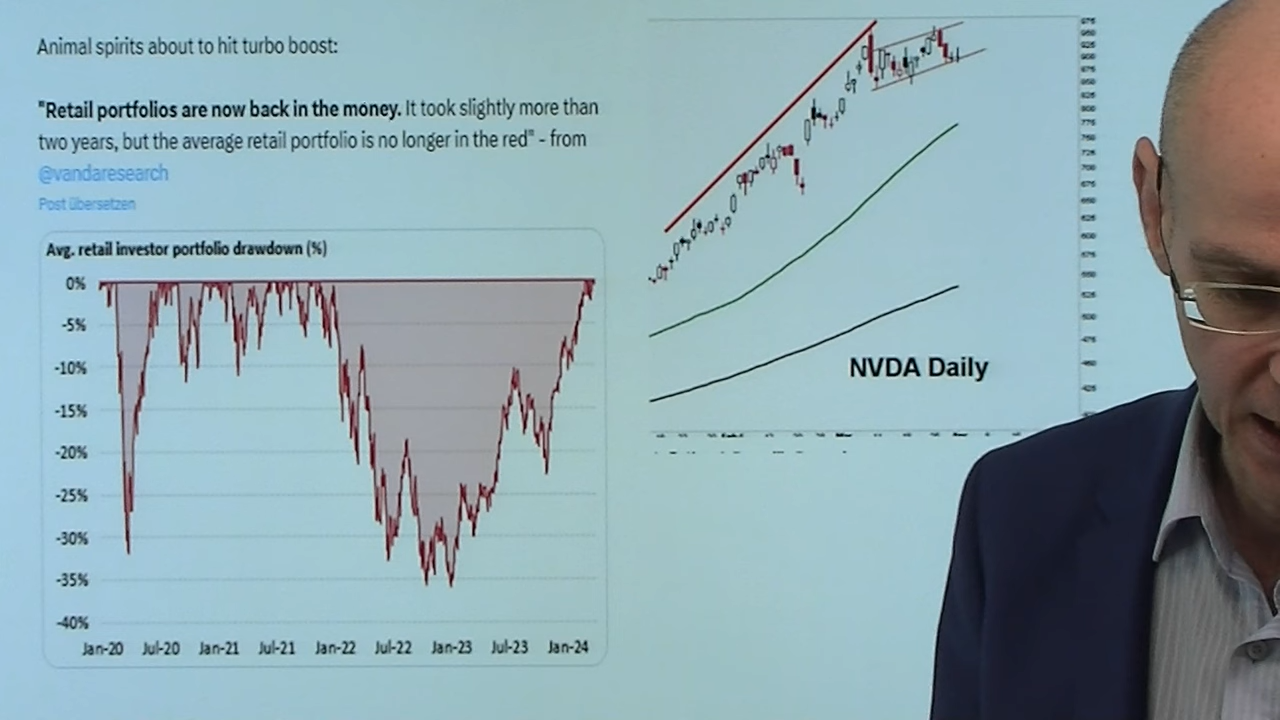 Animal spirits about to hit turbo boost:
"Retail portfolios are now back in the money. It took slightly more than
two years, but the average retail portfolio is no longer in the red" - from
@vandaresearch
Post übersetzen
Avg. retail investor portfolio drawdown (%)
0%
-5%
-10%
-15%
-20%
-25%
-30%
-35%
-40%
Jan-20 Jul-20 Jan-21 Jul-21 Jan-22 Jul-22 Jan-23 Jul-23 Jan-24
NVDA Daily